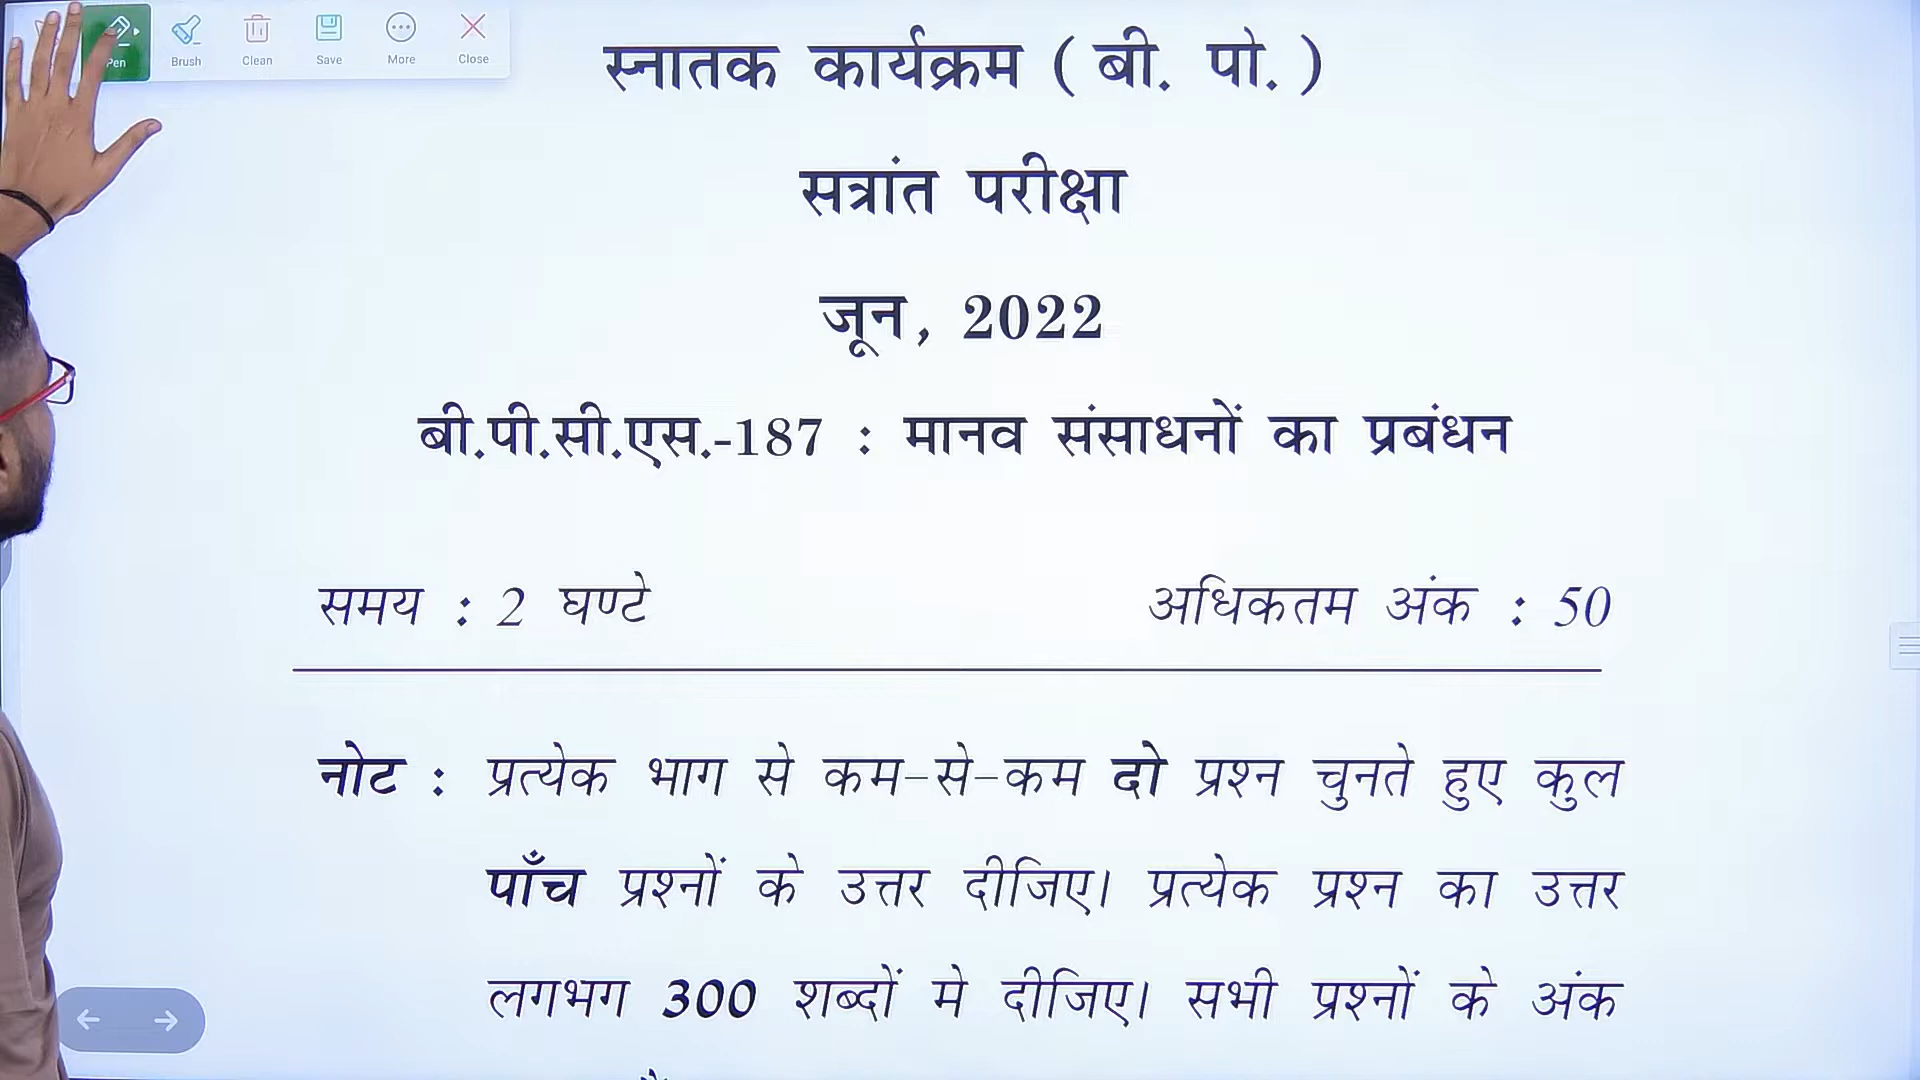 Pen Brush Clean Save More Close
स्नातक कार्यक्रम ( बी. पो. )
सत्रांत परीक्षा
जून, 2022
बी.पी.सी.एस.-187 : मानव संसाधनों का प्रबंधन
समय : 2 घण्टे अधिकतम अंक : 50
नोट : प्रत्येक भाग से कम-से-कम दो प्रश्न चुनते हुए कुल
पाँच प्रश्नों के उत्तर दीजिए। प्रत्येक प्रश्न का उत्तर
लगभग 300 शब्दों मे दीजिए। सभी प्रश्नों के अंक